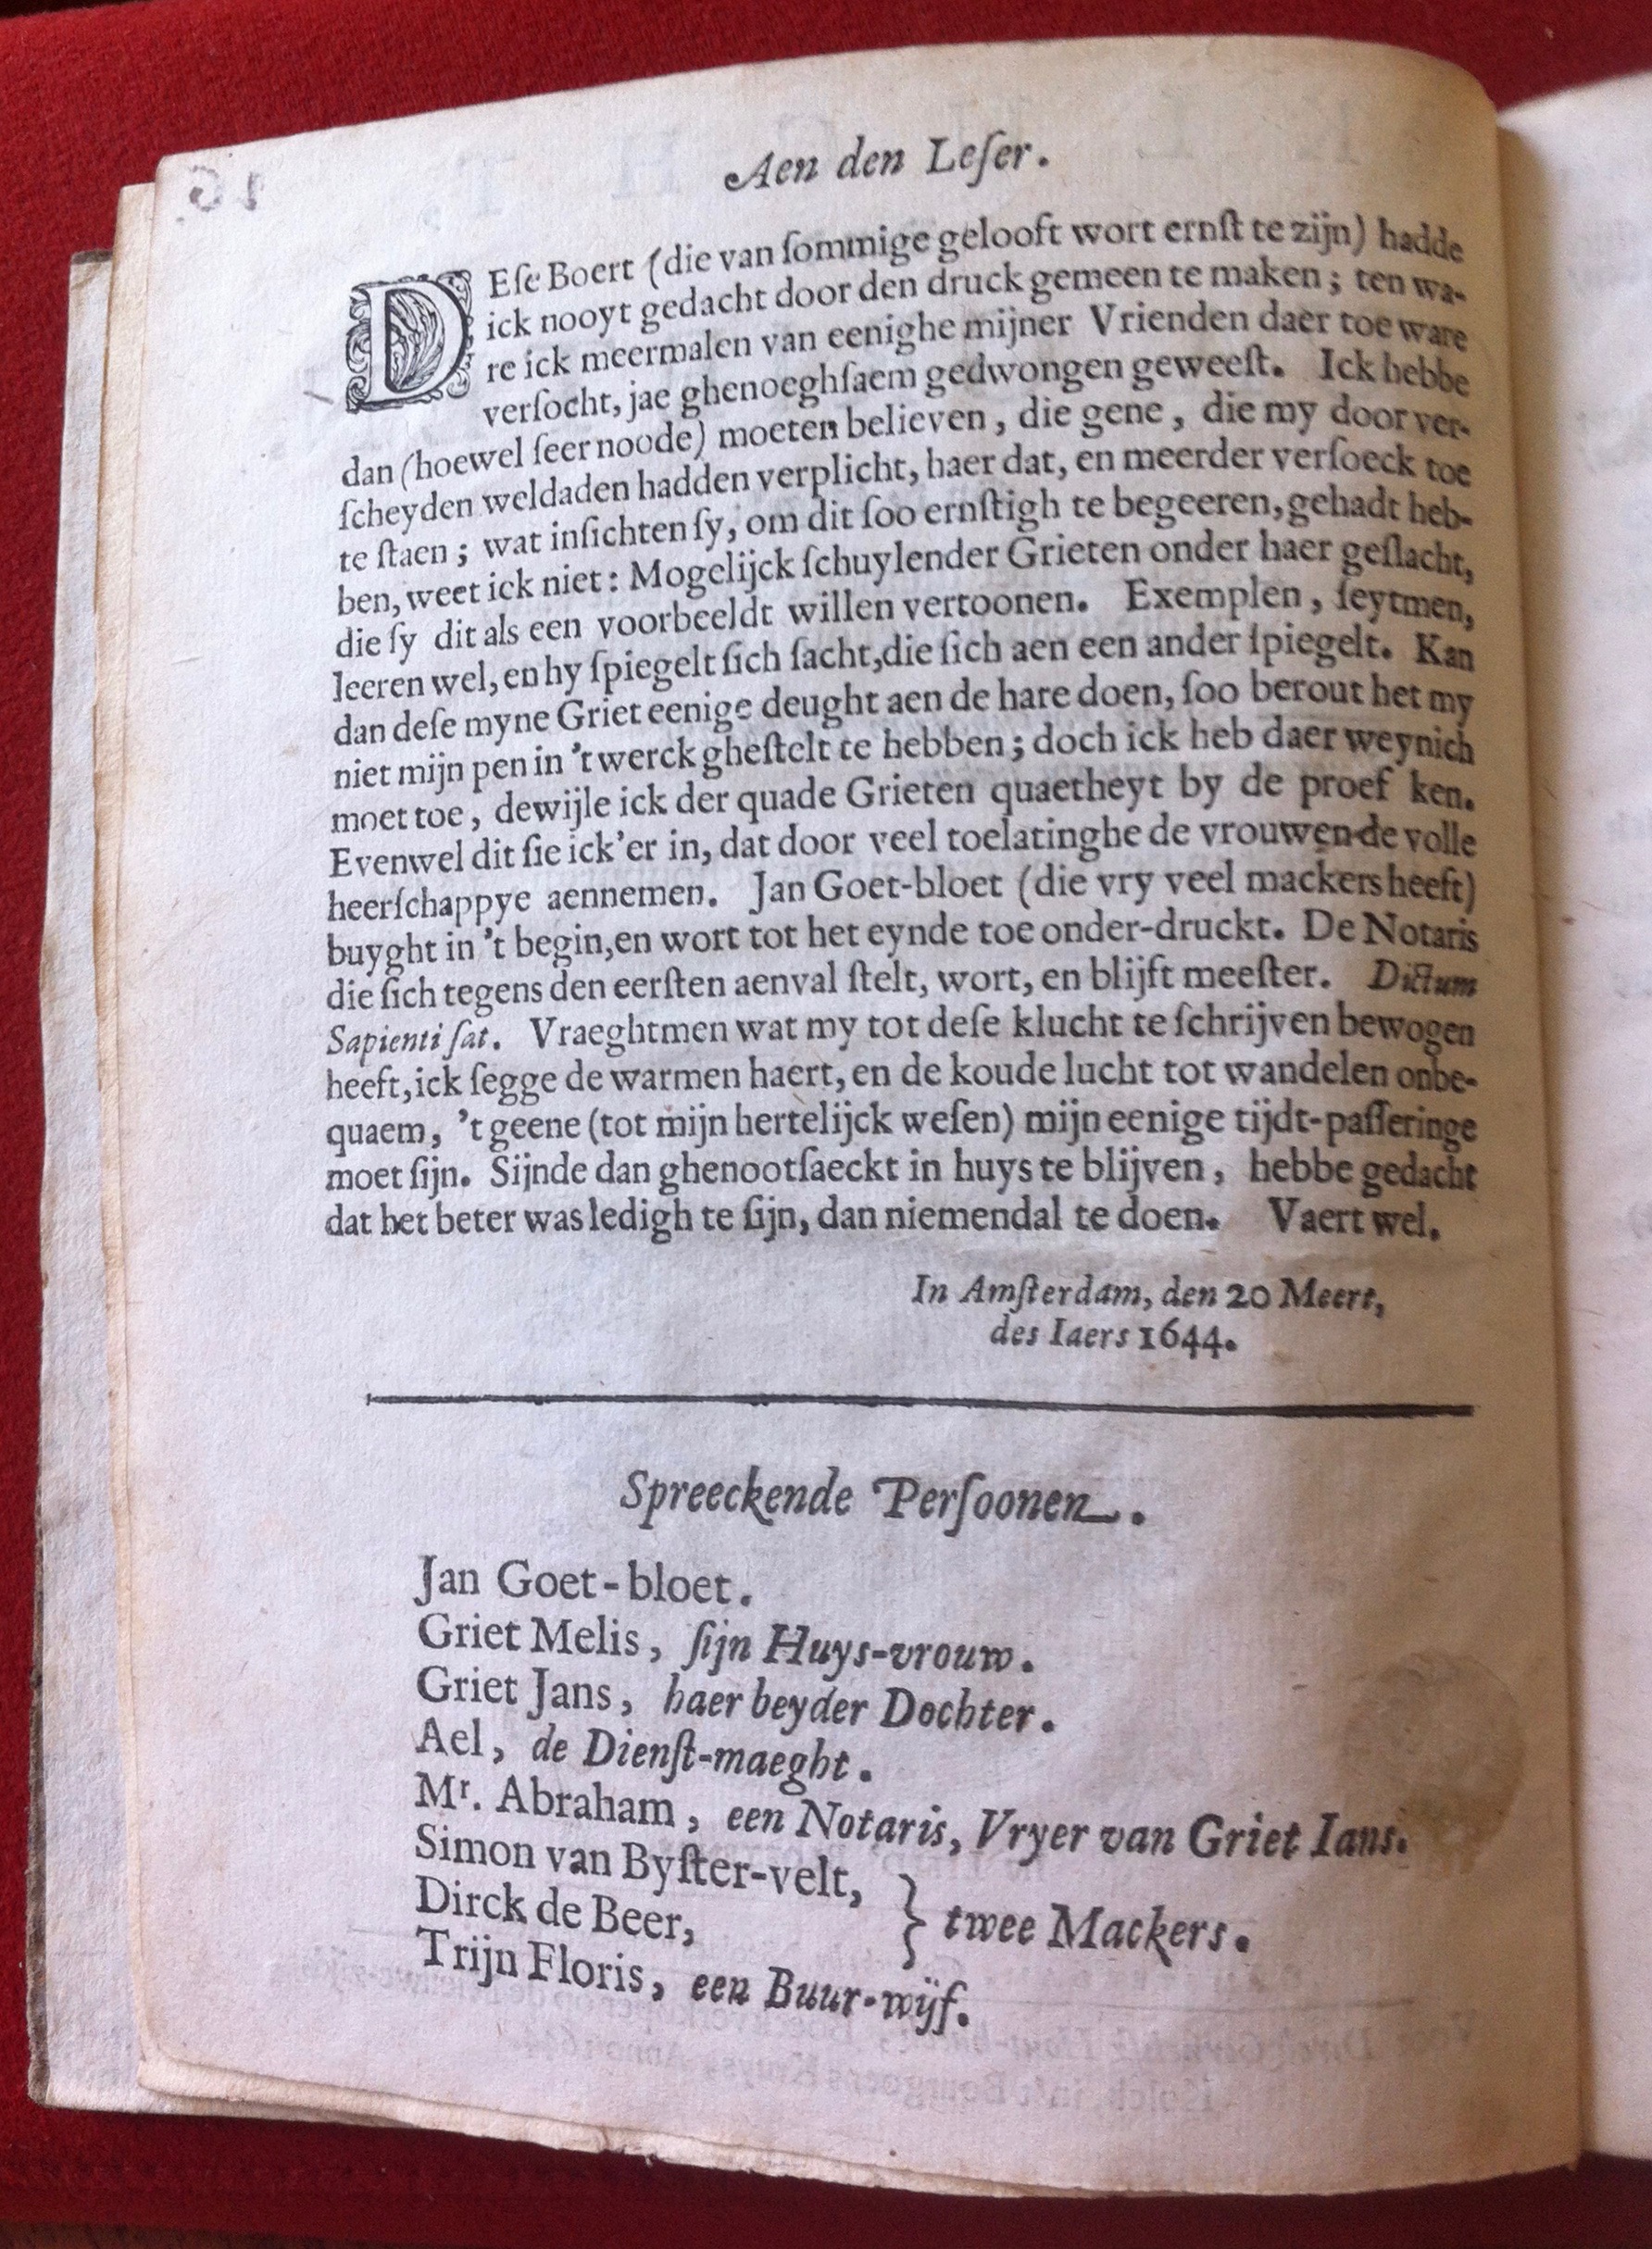 Aen den Leſer.
DEſe Boert (die van ſommige gelooft wort ernſt te zijn) hadde
ick nooyt gedacht door den druck gemeen te maken; ten wa-
re ick meermalen van eenighe mijner Vrienden daer toe ware
verſocht, jae ghenoeghſaem gedwongen geweeſt. Ick hebbe
dan (hoewel ſeer noode) moeten believen, die gene, die my door ver-
ſcheyden weldaden hadden verplicht, haer dat, en meerder verſoeck toe
te ſtaen; wat inſichten ſy, om dit ſoo ernſtigh te begeeren, gehadt heb-
ben, weet ick niet: Mogelijck ſchuylender Grieten onder haer geſlacht,
die ſy dit als een voorbeeldt willen vertoonen. Exemplen, ſeytmen,
leeren wel, en hy ſpiegelt ſich ſacht, die ſich aen een ander ſpiegelt. Kan
dan deſe myne Griet eenige deught aen de hare doen, ſoo berout het my
niet mijn pen in 't werck gheſtelt te hebben; doch ick heb daer weynich
moet toe, dewijle ick der quade Grieten quaetheyt by de proef ken.
Evenwel dit ſie ick'er in, dat door veel toelatinghe de vrouwen de volle
heerſchappye aennemen. Jan Goet-bloet (die vry veel mackers heeft)
buyght in 't begin, en wort tot het eynde toe onder-druckt. De Notaris
die ſich tegens den eerſten aenval ſtelt, wort, en blijft meeſter. Dictum
Sapienti ſat. Vraeghtmen wat my tot deſe klucht te ſchrijven bewogen
heeft, ick ſegge de warmen haert, en de koude lucht tot wandelen onbe-
quaem, 't geene (tot mijn hertelijck weſen) mijn eenige tijdt-paſſeringe
moet ſijn. Sijnde dan ghenootſaeckt in huys te blijven, hebbe gedacht
dat het beter was ledigh te ſijn, dan niemendal te doen. Vaert wel.
In Amſterdam, den 20 Meert,
des Iaers 1644.
Spreeckende Perſoonen.
Jan Goet-bloet.
Griet Melis, ſijn Huys-vrouw.
Griet Jans, haer beyder Dochter.
Ael, de Dienſt-maeght.
Mr. Abraham, een Notaris, Vryer van Griet Ians.
Simon van Byſter-velt,
Dirck de Beer, } twee Mackers.
Trijn Floris, een Buur-wijf.